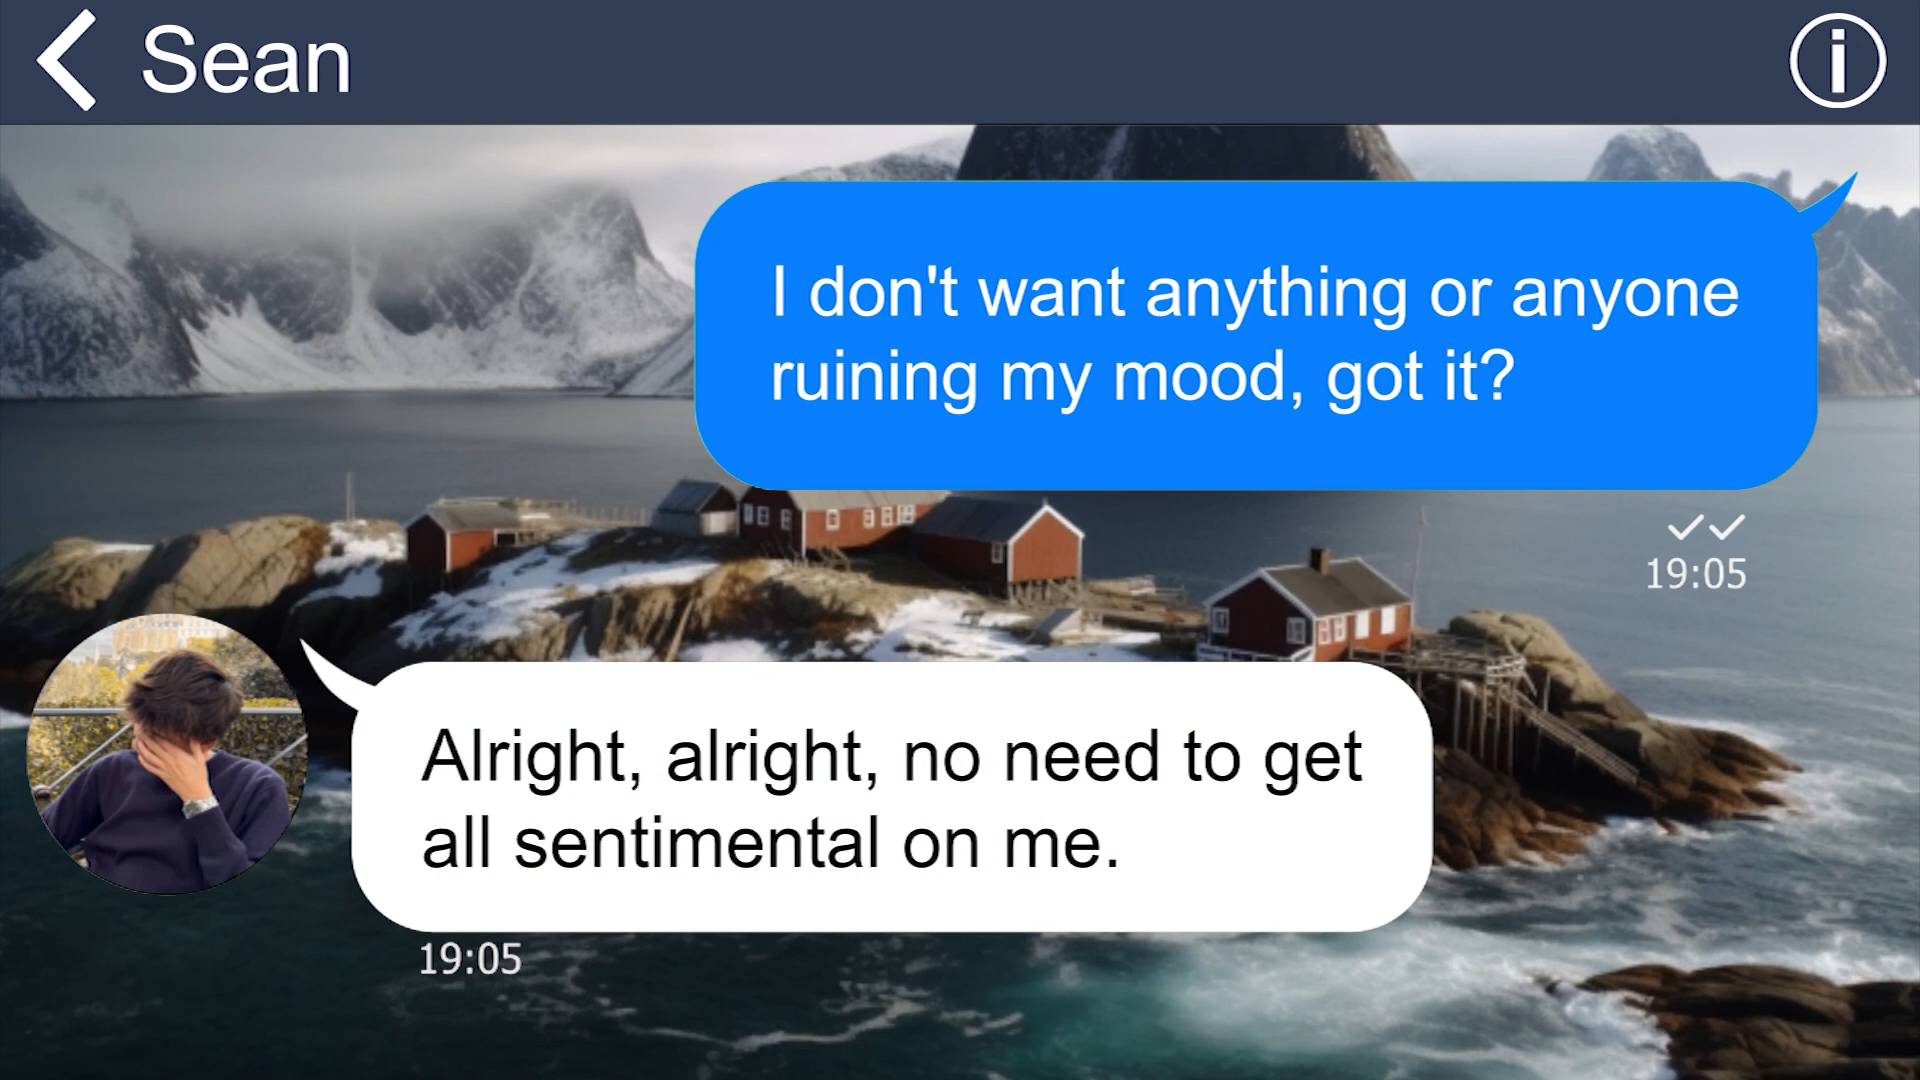 Sean
I don't want anything or anyone
ruining my mood, got it?
19:05
Alright, alright, no need to get
all sentimental on me.
19:05